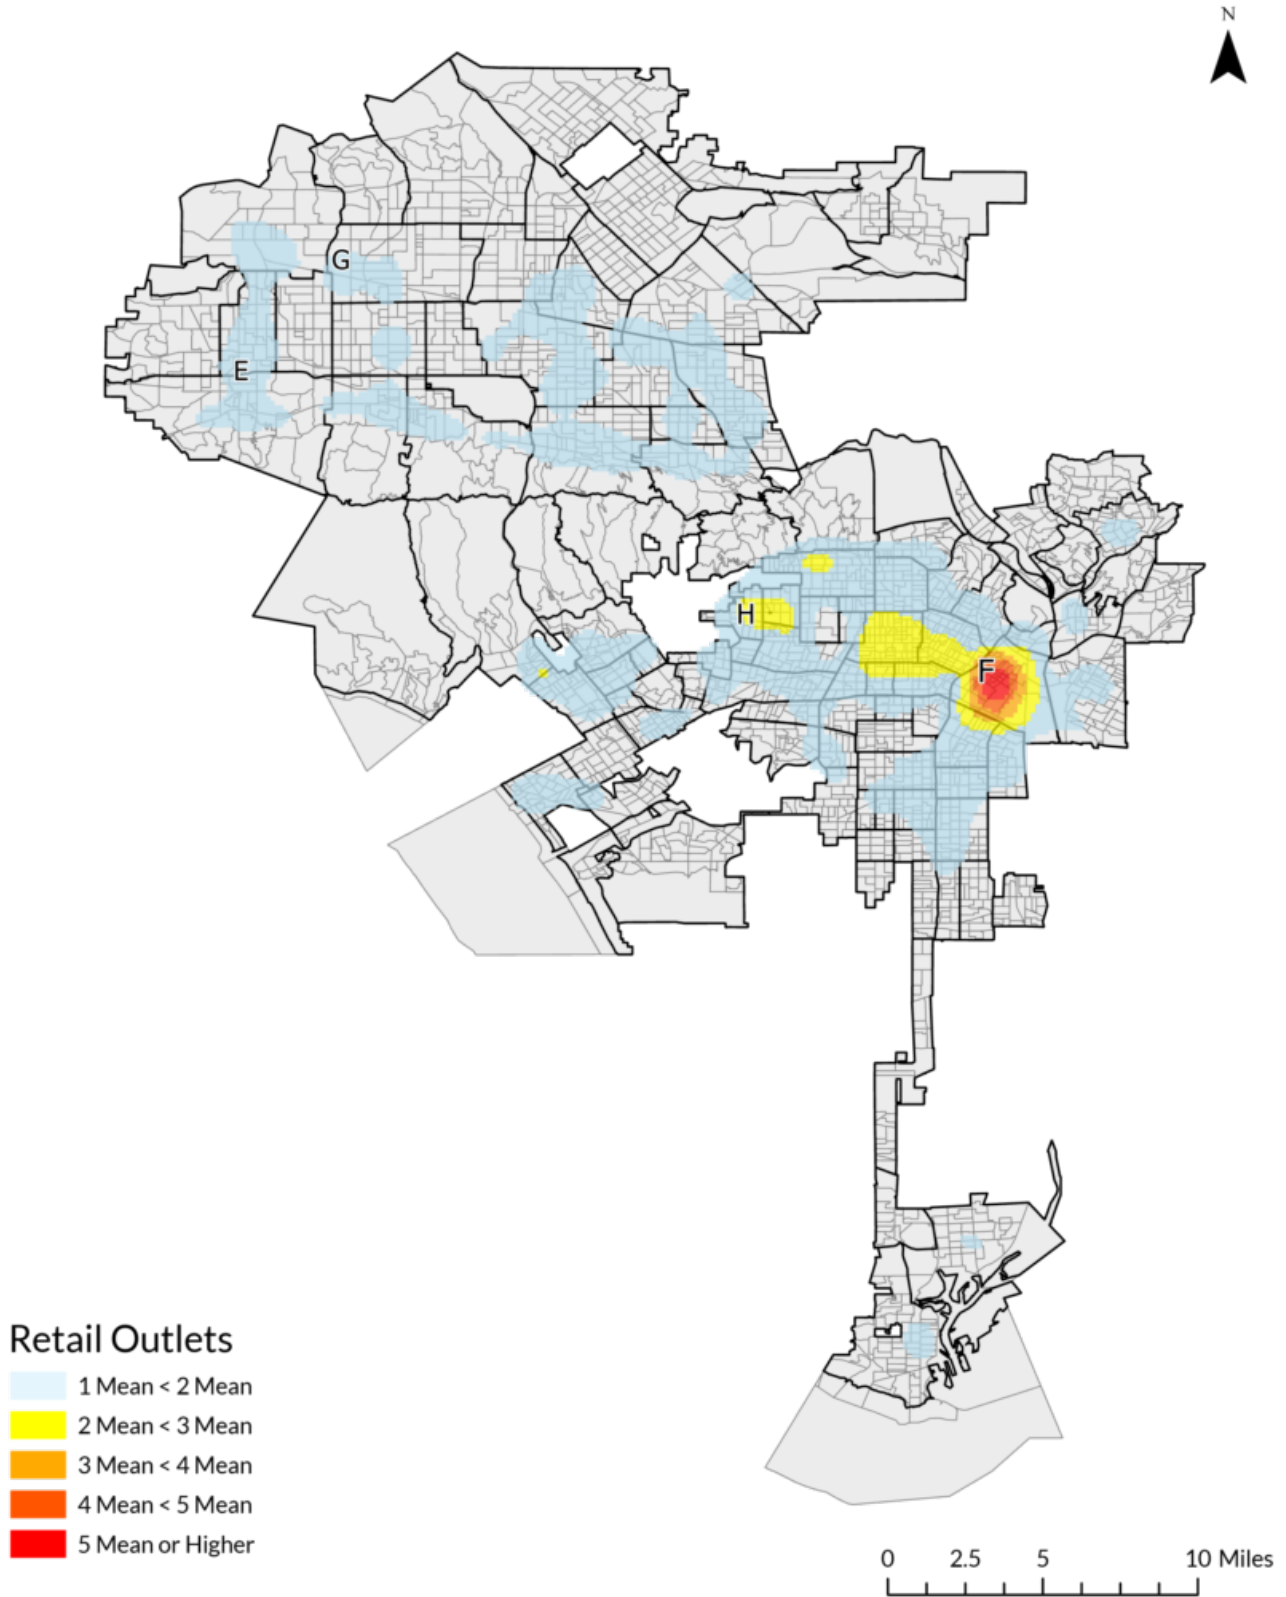 N
G
E
H
F
Retail Outlets
1 Mean < 2 Mean
2 Mean < 3 Mean
3 Mean < 4 Mean
4 Mean < 5 Mean
5 Mean or Higher
0 2.5 5 10 Miles